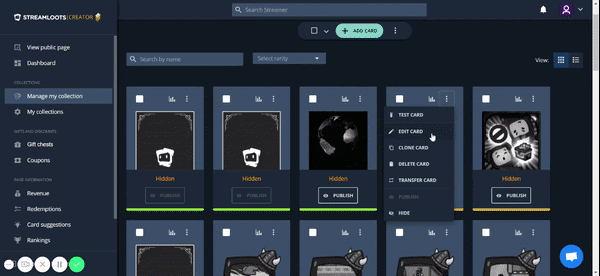 STREAMLOOTS | CREATOR
Search Streamer
View public page
Dashboard
COLLECTIONS
Manage my collection
My collections
GIFTS AND DISCOUNTS
Gift chests
Coupons
PAGE INFORMATION
Revenue
Redemptions
Card suggestions
Rankings
+ ADD CARD
Search by name
Select rarity
View:
TEST CARD
EDIT CARD
CLONE CARD
DELETE CARD
TRANSFER CARD
PUBLISH
HIDE
Hidden
Hidden
Hidden
Hidden
PUBLISH
PUBLISH
PUBLISH
PUBLISH